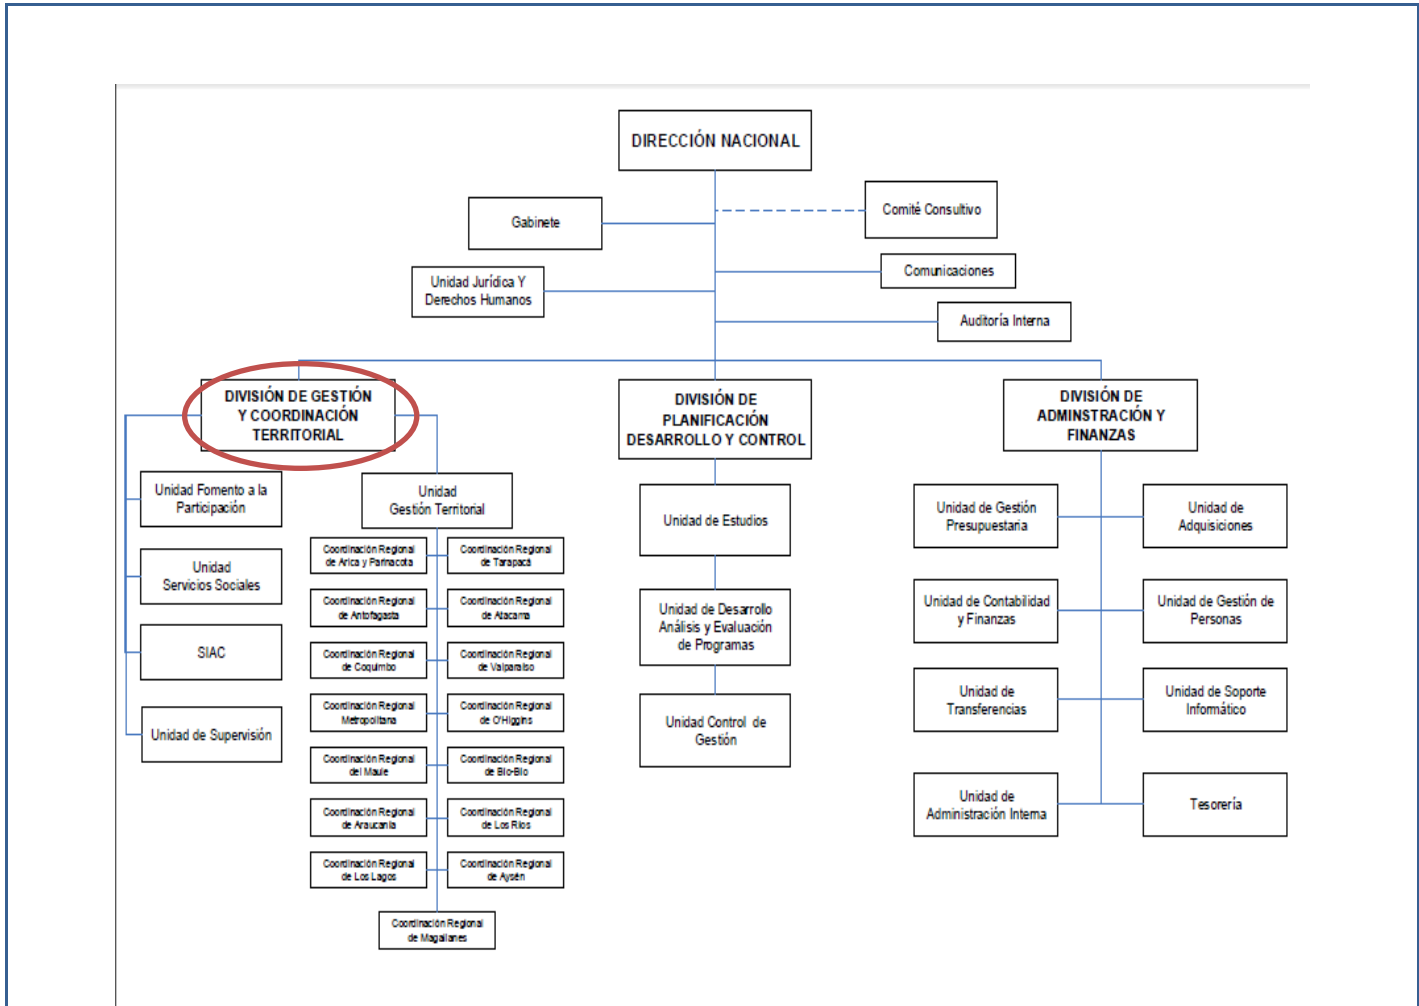 DIRECCIÓN NACIONAL
Gabinete
Comité Consultivo
Unidad Jurídica Y
Derechos Humanos
Comunicaciones
Auditoría Interna
DIVISIÓN DE GESTIÓN
Y COORDINACIÓN
TERRITORIAL
DIVISIÓN DE
PLANIFICACIÓN
DESARROLLO Y CONTROL
DIVISIÓN DE
ADMINSTRACIÓN Y
FINANZAS
Unidad Fomento a la
Participación
Unidad
Servicios Sociales
SIAC
Unidad de Supervisión
Unidad
Gestión Territorial
Coordinación Regional
de Arica y Parinacota
Coordinación Regional
de Tarapacá
Coordinación Regional
de Antofagasta
Coordinación Regional
de Atacama
Coordinación Regional
de Coquimbo
Coordinación Regional
de Valparaíso
Coordinación Regional
Metropolitana
Coordinación Regional
de O'Higgins
Coordinación Regional
del Maule
Coordinación Regional
de Bío-Bío
Coordinación Regional
de Araucanía
Coordinación Regional
de Los Ríos
Coordinación Regional
de Los Lagos
Coordinación Regional
de Aysén
Coordinación Regional
de Magallanes
Unidad de Estudios
Unidad de Desarrollo
Análisis y Evaluación
de Programas
Unidad Control de
Gestión
Unidad de Gestión
Presupuestaria
Unidad de
Adquisiciones
Unidad de Contabilidad
y Finanzas
Unidad de Gestión de
Personas
Unidad de
Transferencias
Unidad de Soporte
Informático
Unidad de
Administración Interna
Tesorería